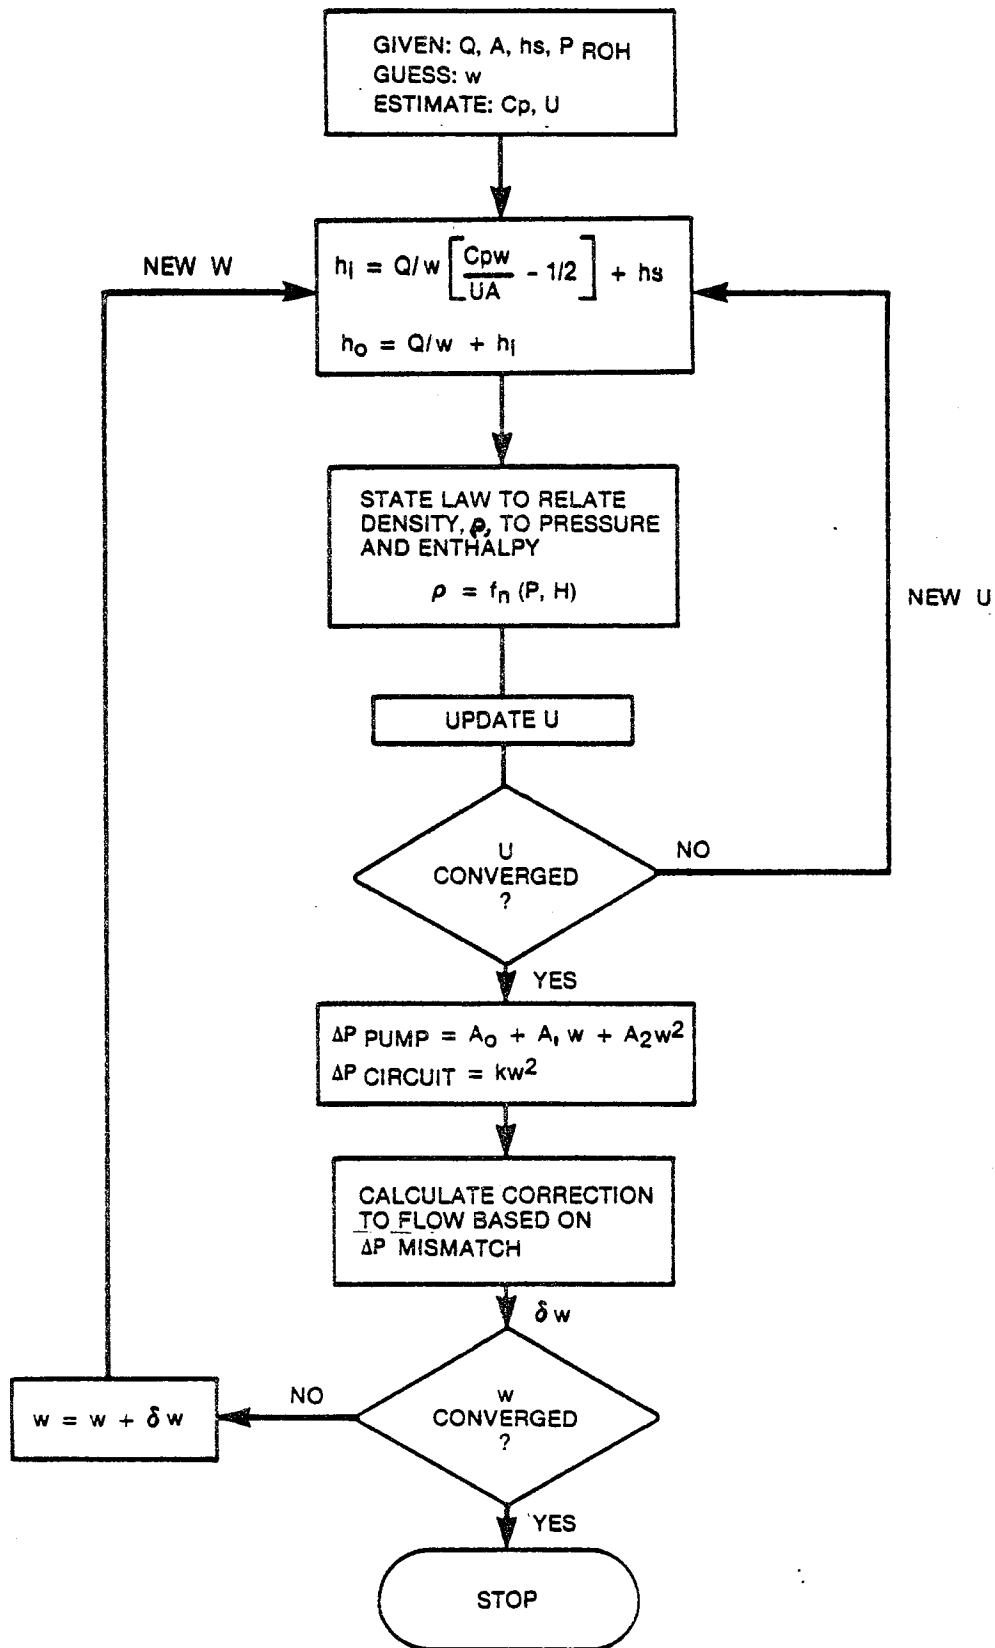 GIVEN: Q, A, hs, P ROH
GUESS: w
ESTIMATE: Cp, U
NEW W
hi = Q/w [ Cpw / UA - 1/2 ] + hs
ho = Q/w + hi
STATE LAW TO RELATE
DENSITY, ρ, TO PRESSURE
AND ENTHALPY
ρ = fn (P, H)
NEW U
UPDATE U
U
CONVERGED
?
NO
YES
ΔP PUMP = A₀ + A₁ w + A₂w²
ΔP CIRCUIT = kw²
CALCULATE CORRECTION
TO FLOW BASED ON
ΔP MISMATCH
δ w
w = w + δ w
NO
w
CONVERGED
?
YES
STOP